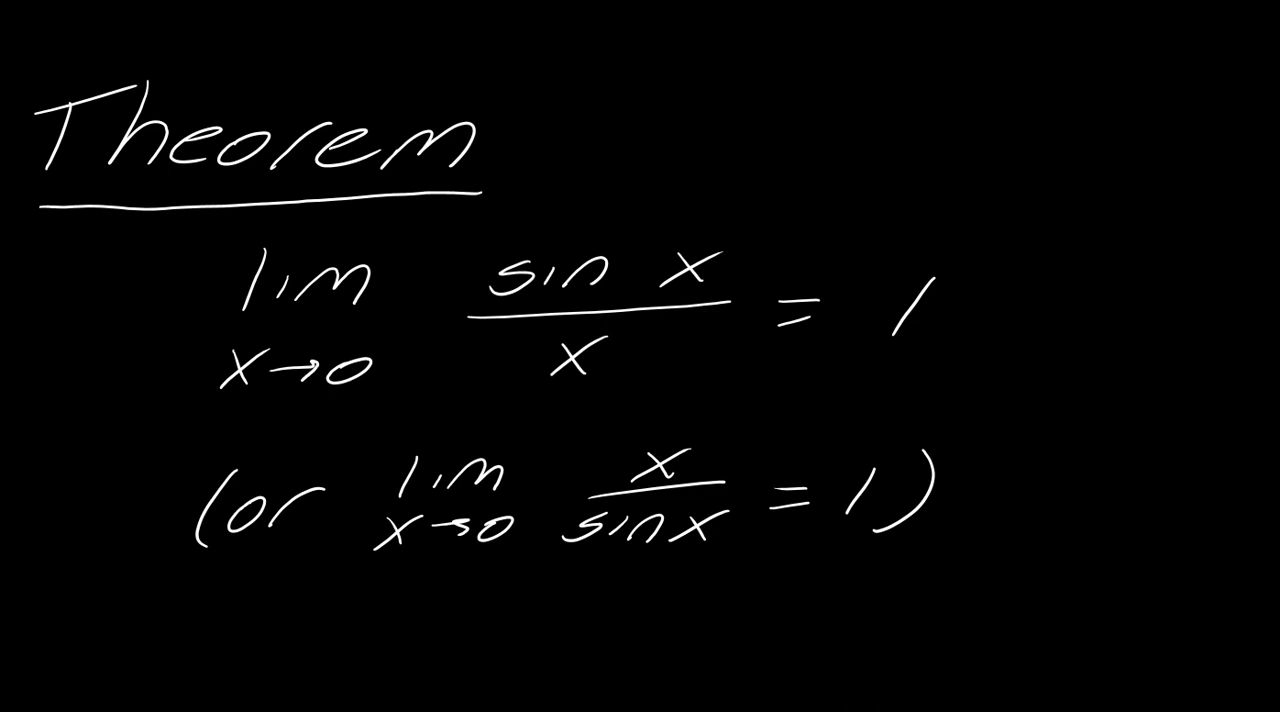 Theorem
lim x→0 sin x / x = 1
(or lim x→0 x / sin x = 1)